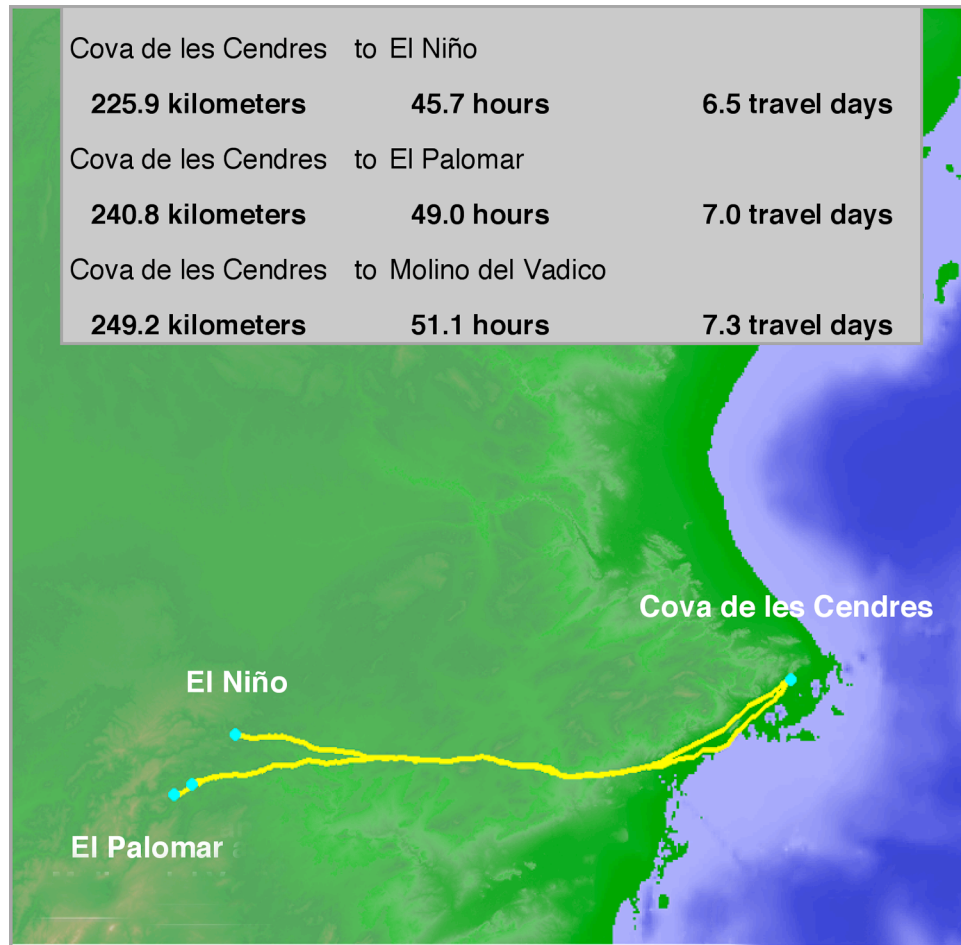 Cova de les Cendres to El Niño
225.9 kilometers 45.7 hours 6.5 travel days
Cova de les Cendres to El Palomar
240.8 kilometers 49.0 hours 7.0 travel days
Cova de les Cendres to Molino del Vadico
249.2 kilometers 51.1 hours 7.3 travel days
Cova de les Cendres
El Niño
El Palomar